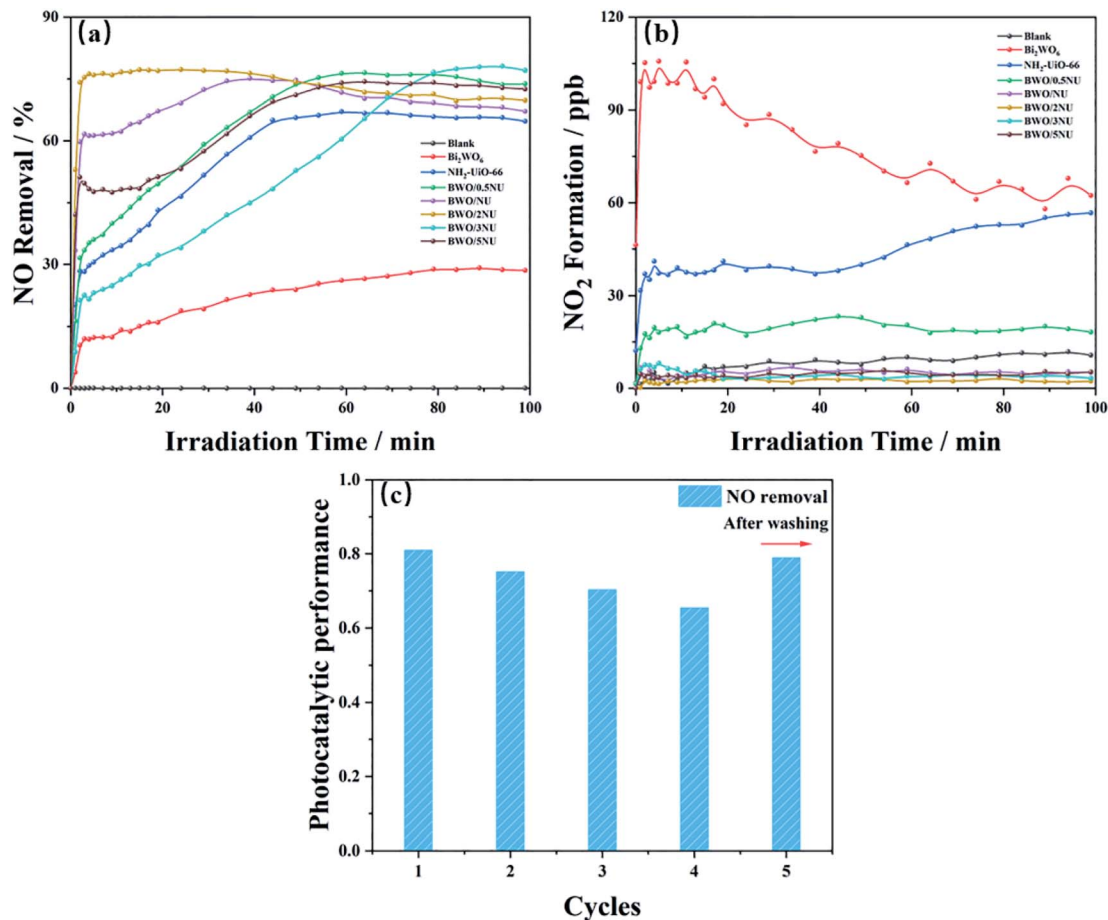 (a)
NO Removal / %
90
60
30
0
0 20 40 60 80 100
Irradiation Time / min
Blank
Bi₂WO₆
NH₂-UiO-66
BWO/0.5NU
BWO/NU
BWO/2NU
BWO/3NU
BWO/5NU
(b)
NO₂ Formation / ppb
120
90
60
30
0
0 20 40 60 80 100
Irradiation Time / min
Blank
Bi₂WO₆
NH₂-UiO-66
BWO/0.5NU
BWO/NU
BWO/2NU
BWO/3NU
BWO/5NU
(c)
Photocatalytic performance
1.0
0.8
0.6
0.4
0.2
0.0
1 2 3 4 5
Cycles
NO removal
After washing